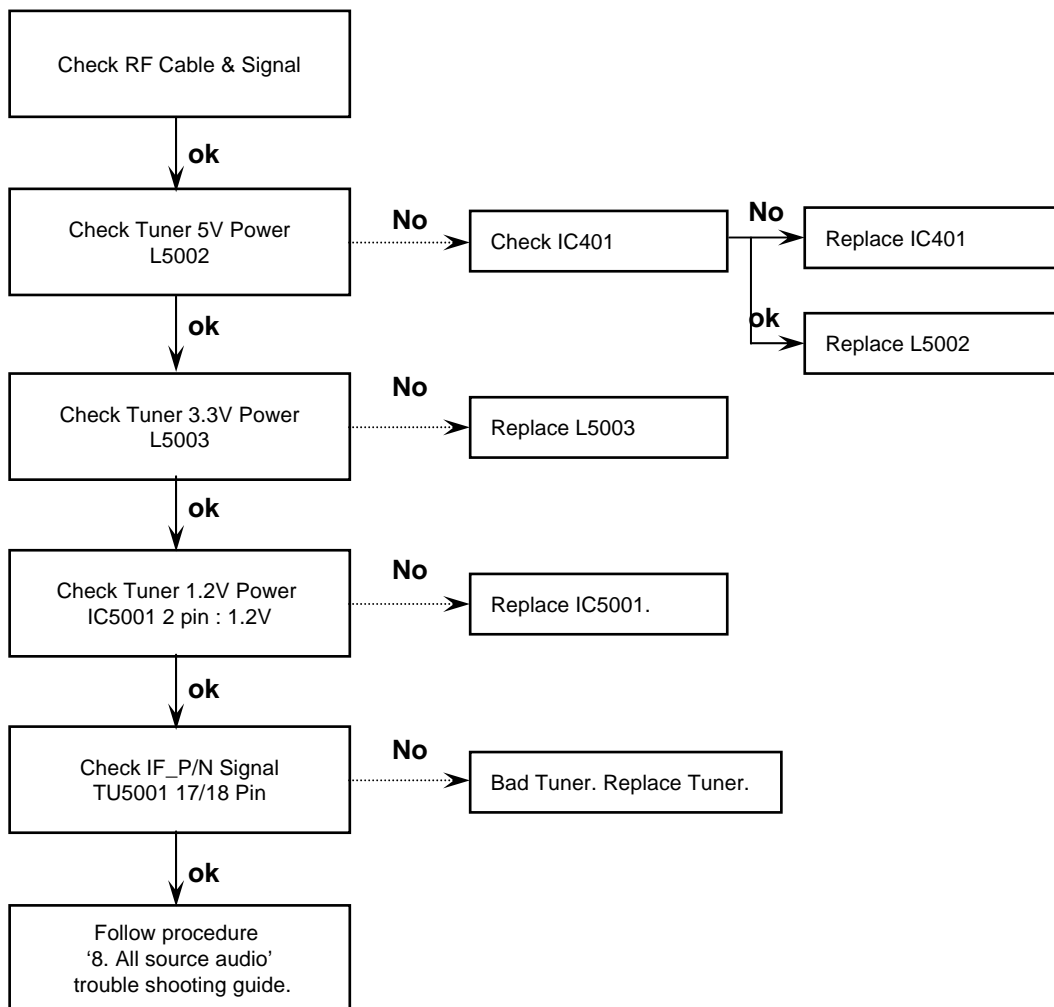 Check RF Cable & Signal
ok
Check Tuner 5V Power
L5002
No
Check IC401
No
Replace IC401
ok
Replace L5002
ok
Check Tuner 3.3V Power
L5003
No
Replace L5003
ok
Check Tuner 1.2V Power
IC5001 2 pin : 1.2V
No
Replace IC5001.
ok
Check IF_P/N Signal
TU5001 17/18 Pin
No
Bad Tuner. Replace Tuner.
ok
Follow procedure
‘8. All source audio’
trouble shooting guide.